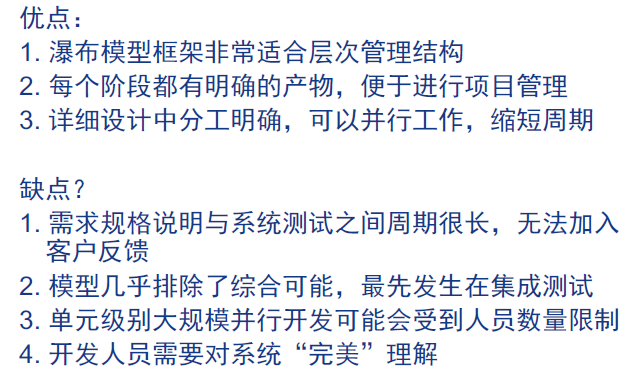 优点：
1. 瀑布模型框架非常适合层次管理结构
2. 每个阶段都有明确的产物，便于进行项目管理
3. 详细设计中分工明确，可以并行工作，缩短周期
缺点？
1. 需求规格说明与系统测试之间周期很长，无法加入
客户反馈
2. 模型几乎排除了综合可能，最先发生在集成测试
3. 单元级别大规模并行开发可能会受到人员数量限制
4. 开发人员需要对系统“完美”理解